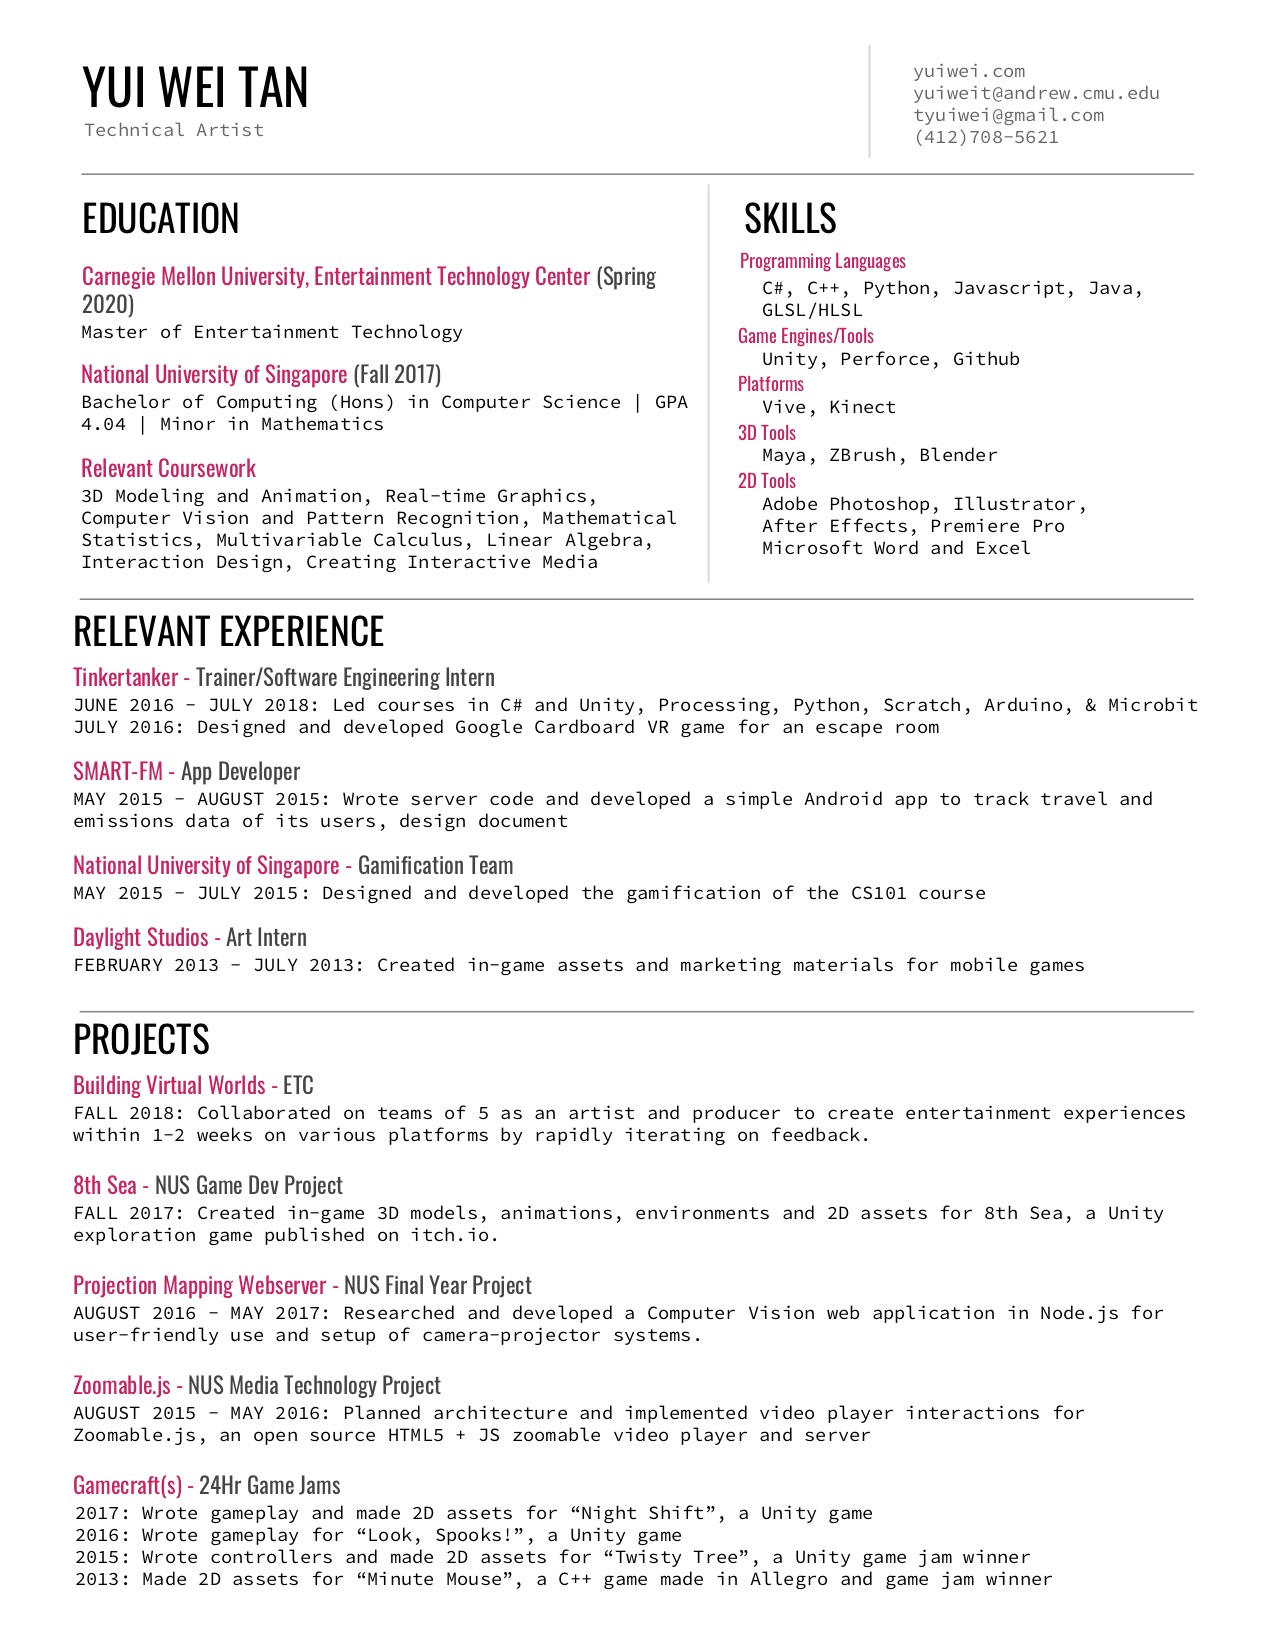 YUI WEI TAN
Technical Artist
yuiwei.com
yuiweit@andrew.cmu.edu
tyuiwei@gmail.com
(412)708-5621
EDUCATION
Carnegie Mellon University, Entertainment Technology Center (Spring
2020)
Master of Entertainment Technology
National University of Singapore (Fall 2017)
Bachelor of Computing (Hons) in Computer Science | GPA
4.04 | Minor in Mathematics
Relevant Coursework
3D Modeling and Animation, Real-time Graphics,
Computer Vision and Pattern Recognition, Mathematical
Statistics, Multivariable Calculus, Linear Algebra,
Interaction Design, Creating Interactive Media
SKILLS
Programming Languages
C#, C++, Python, Javascript, Java,
GLSL/HLSL
Game Engines/Tools
Unity, Perforce, Github
Platforms
Vive, Kinect
3D Tools
Maya, ZBrush, Blender
2D Tools
Adobe Photoshop, Illustrator,
After Effects, Premiere Pro
Microsoft Word and Excel
RELEVANT EXPERIENCE
Tinkertanker - Trainer/Software Engineering Intern
JUNE 2016 - JULY 2018: Led courses in C# and Unity, Processing, Python, Scratch, Arduino, & Microbit
JULY 2016: Designed and developed Google Cardboard VR game for an escape room
SMART-FM - App Developer
MAY 2015 - AUGUST 2015: Wrote server code and developed a simple Android app to track travel and
emissions data of its users, design document
National University of Singapore - Gamification Team
MAY 2015 - JULY 2015: Designed and developed the gamification of the CS101 course
Daylight Studios - Art Intern
FEBRUARY 2013 - JULY 2013: Created in-game assets and marketing materials for mobile games
PROJECTS
Building Virtual Worlds - ETC
FALL 2018: Collaborated on teams of 5 as an artist and producer to create entertainment experiences
within 1-2 weeks on various platforms by rapidly iterating on feedback.
8th Sea - NUS Game Dev Project
FALL 2017: Created in-game 3D models, animations, environments and 2D assets for 8th Sea, a Unity
exploration game published on itch.io.
Projection Mapping Webserver - NUS Final Year Project
AUGUST 2016 - MAY 2017: Researched and developed a Computer Vision web application in Node.js for
user-friendly use and setup of camera-projector systems.
Zoomable.js - NUS Media Technology Project
AUGUST 2015 - MAY 2016: Planned architecture and implemented video player interactions for
Zoomable.js, an open source HTML5 + JS zoomable video player and server
Gamecraft(s) - 24Hr Game Jams
2017: Wrote gameplay and made 2D assets for “Night Shift”, a Unity game
2016: Wrote gameplay for “Look, Spooks!”, a Unity game
2015: Wrote controllers and made 2D assets for “Twisty Tree”, a Unity game jam winner
2013: Made 2D assets for “Minute Mouse”, a C++ game made in Allegro and game jam winner